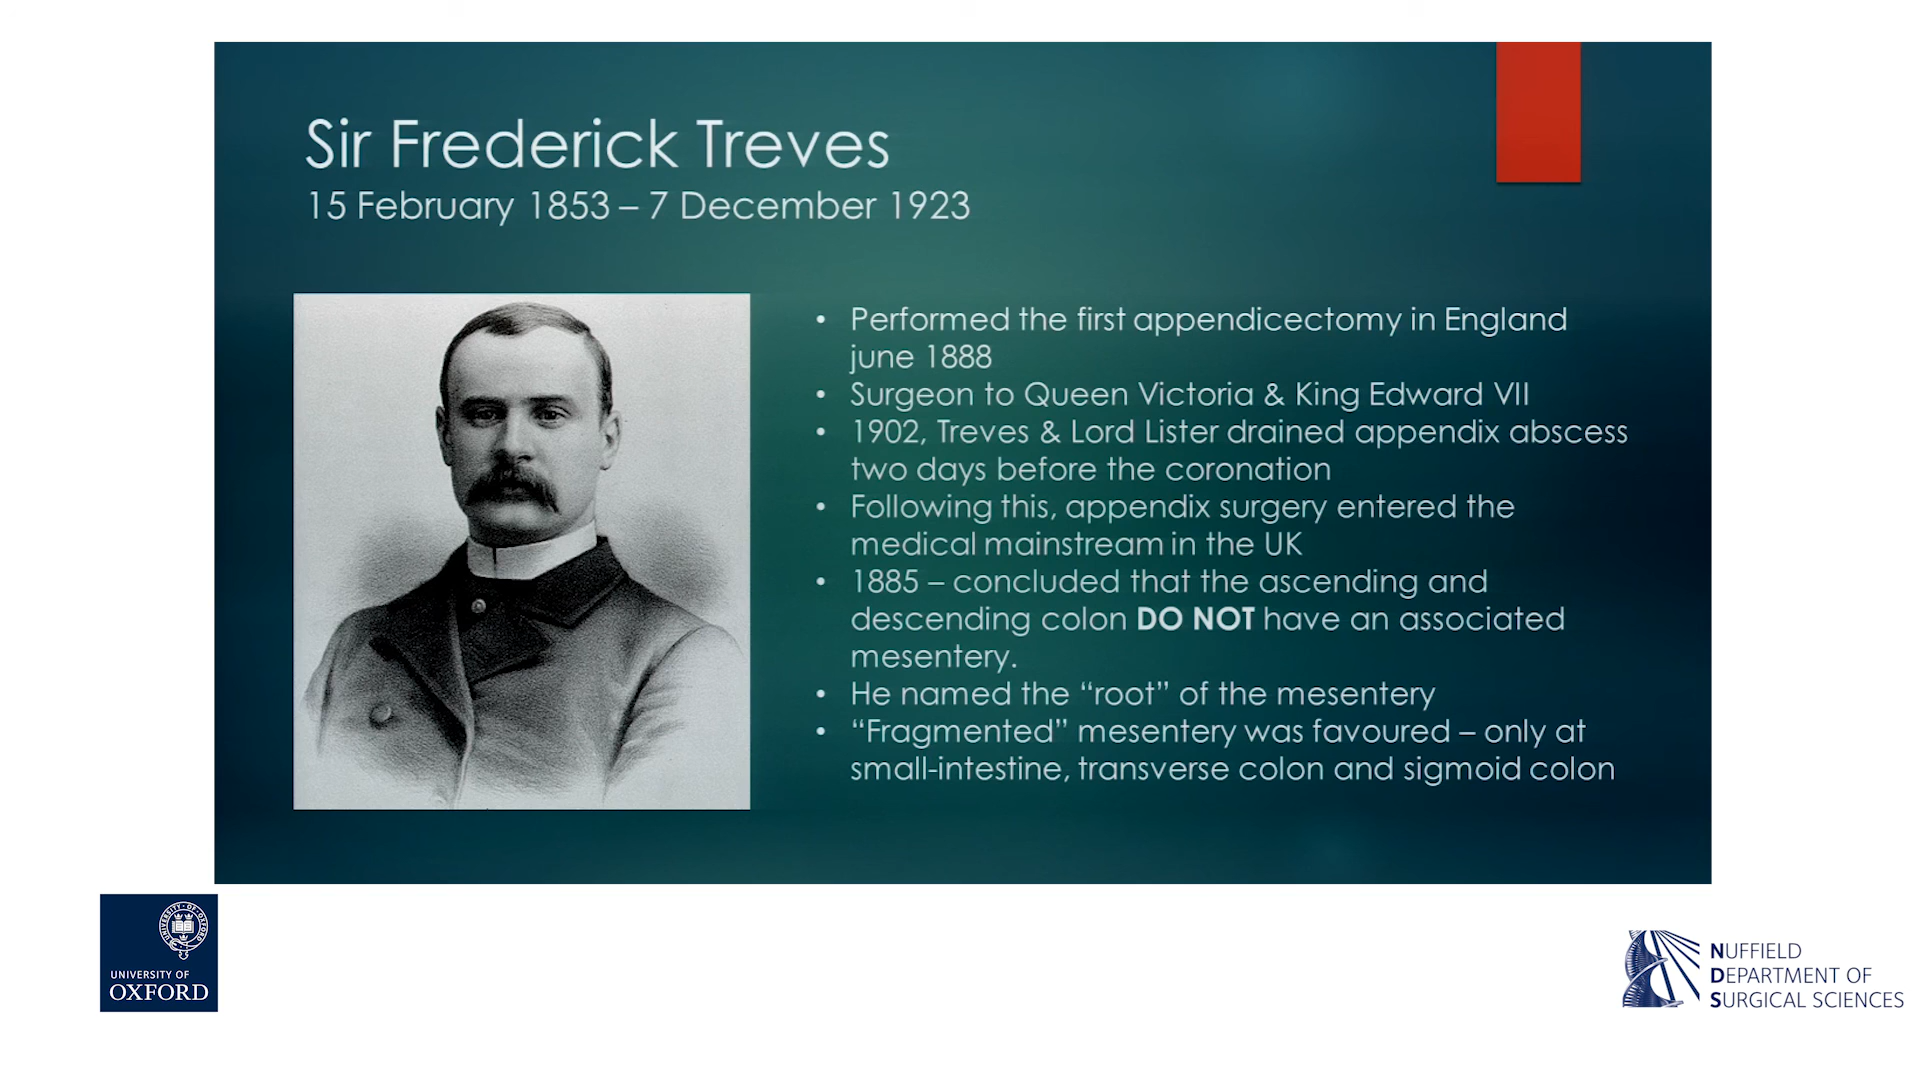 Sir Frederick Treves
15 February 1853 – 7 December 1923
• Performed the first appendicectomy in England
june 1888
• Surgeon to Queen Victoria & King Edward VII
• 1902, Treves & Lord Lister drained appendix abscess
two days before the coronation
• Following this, appendix surgery entered the
medical mainstream in the UK
• 1885 – concluded that the ascending and
descending colon DO NOT have an associated
mesentery.
• He named the “root” of the mesentery
• “Fragmented” mesentery was favoured – only at
small-intestine, transverse colon and sigmoid colon
UNIVERSITY OF OXFORD
UNIVERSITY OF
OXFORD
NUFFIELD
DEPARTMENT OF
SURGICAL SCIENCES